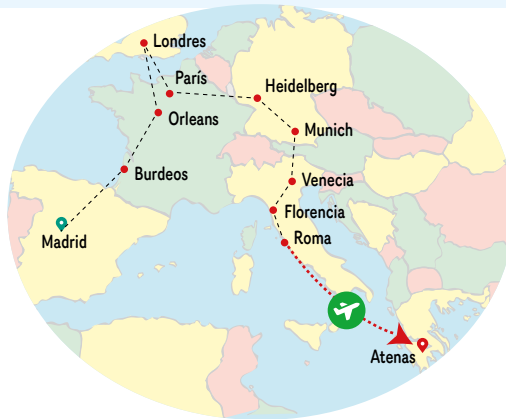 Londres
París
Heidelberg
Orleans
Munich
Burdeos
Venecia
Florencia
Madrid
Roma
Atenas